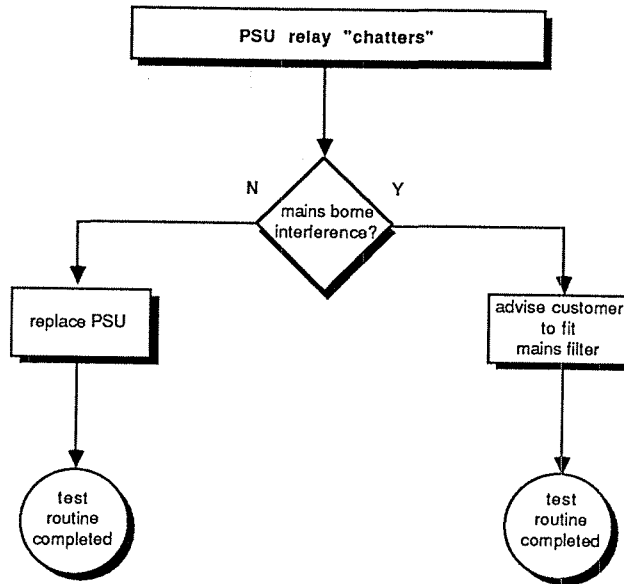 PSU relay "chatters"
N
Y
mains borne
interference?
replace PSU
advise customer
to fit
mains filter
test
routine
completed
test
routine
completed